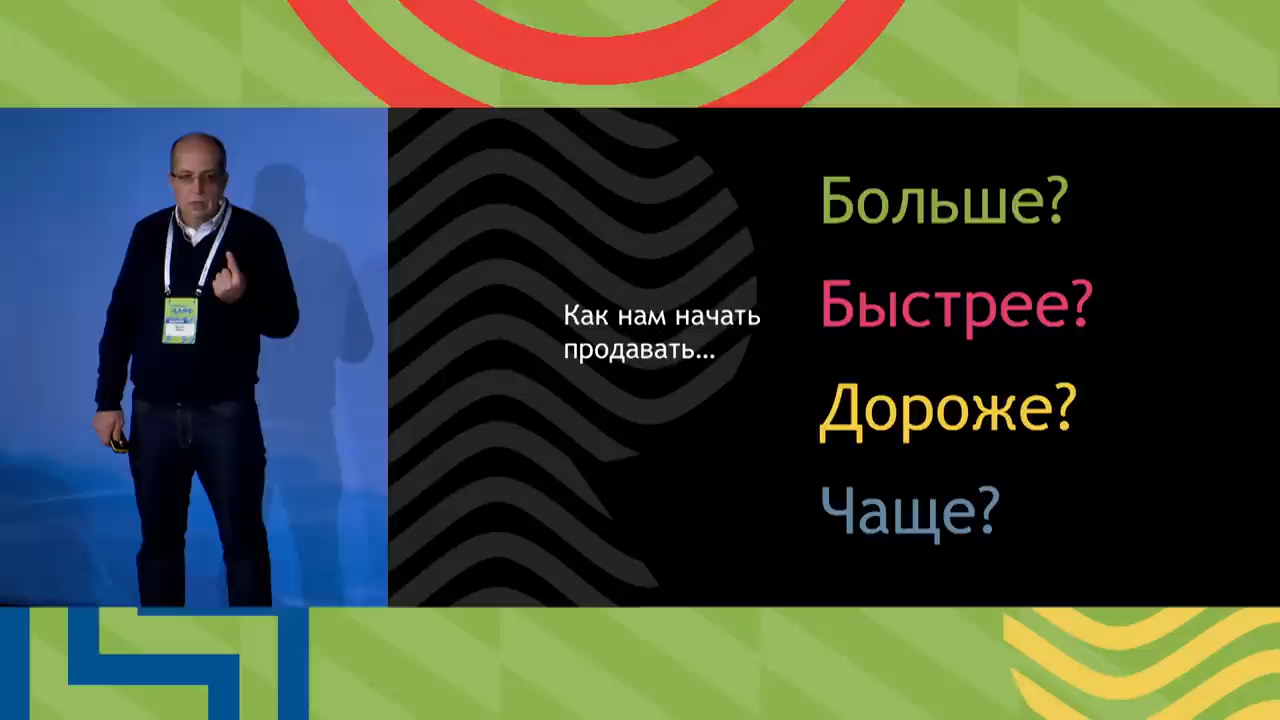 Как нам начать
продавать...
Больше?
Быстрее?
Дороже?
Чаще?